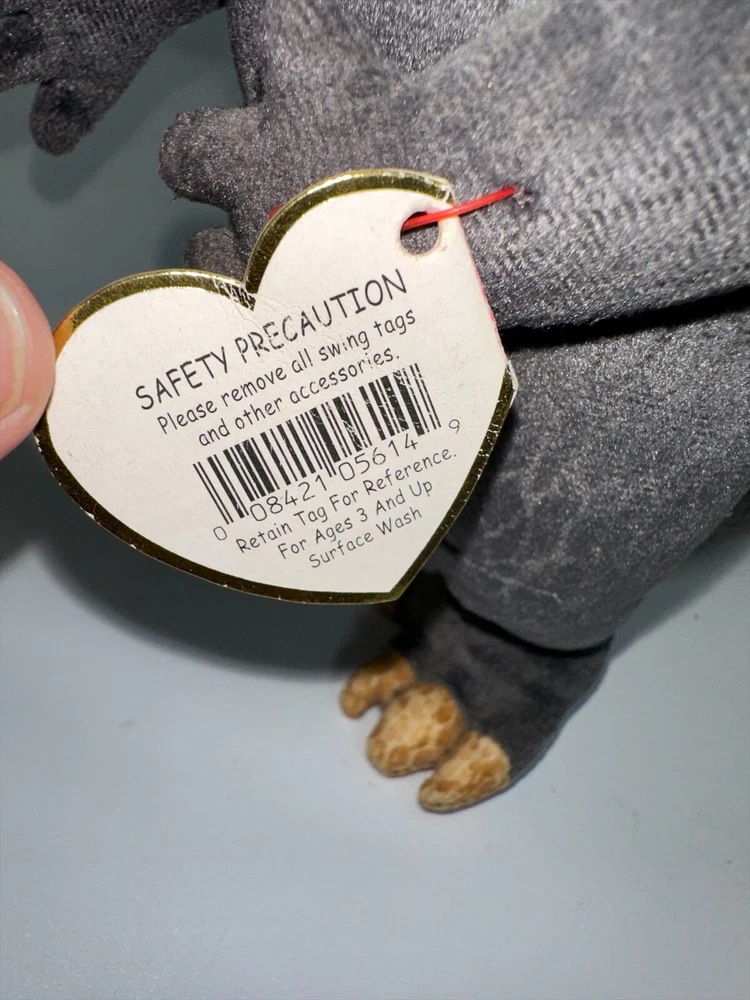 SAFETY PRECAUTION
Please remove all swing tags
and other accessories.
0 08421 05614 9
Retain Tag For Reference.
For Ages 3 And Up
Surface Wash